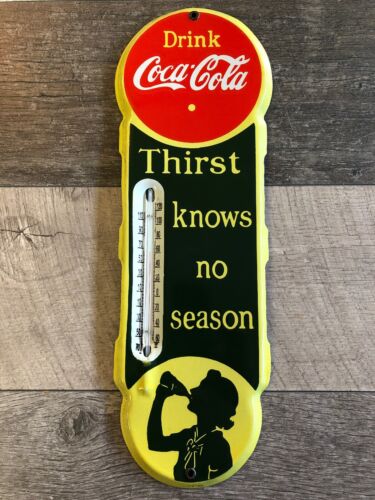 Drink
Coca-Cola
Thirst
knows
no
season